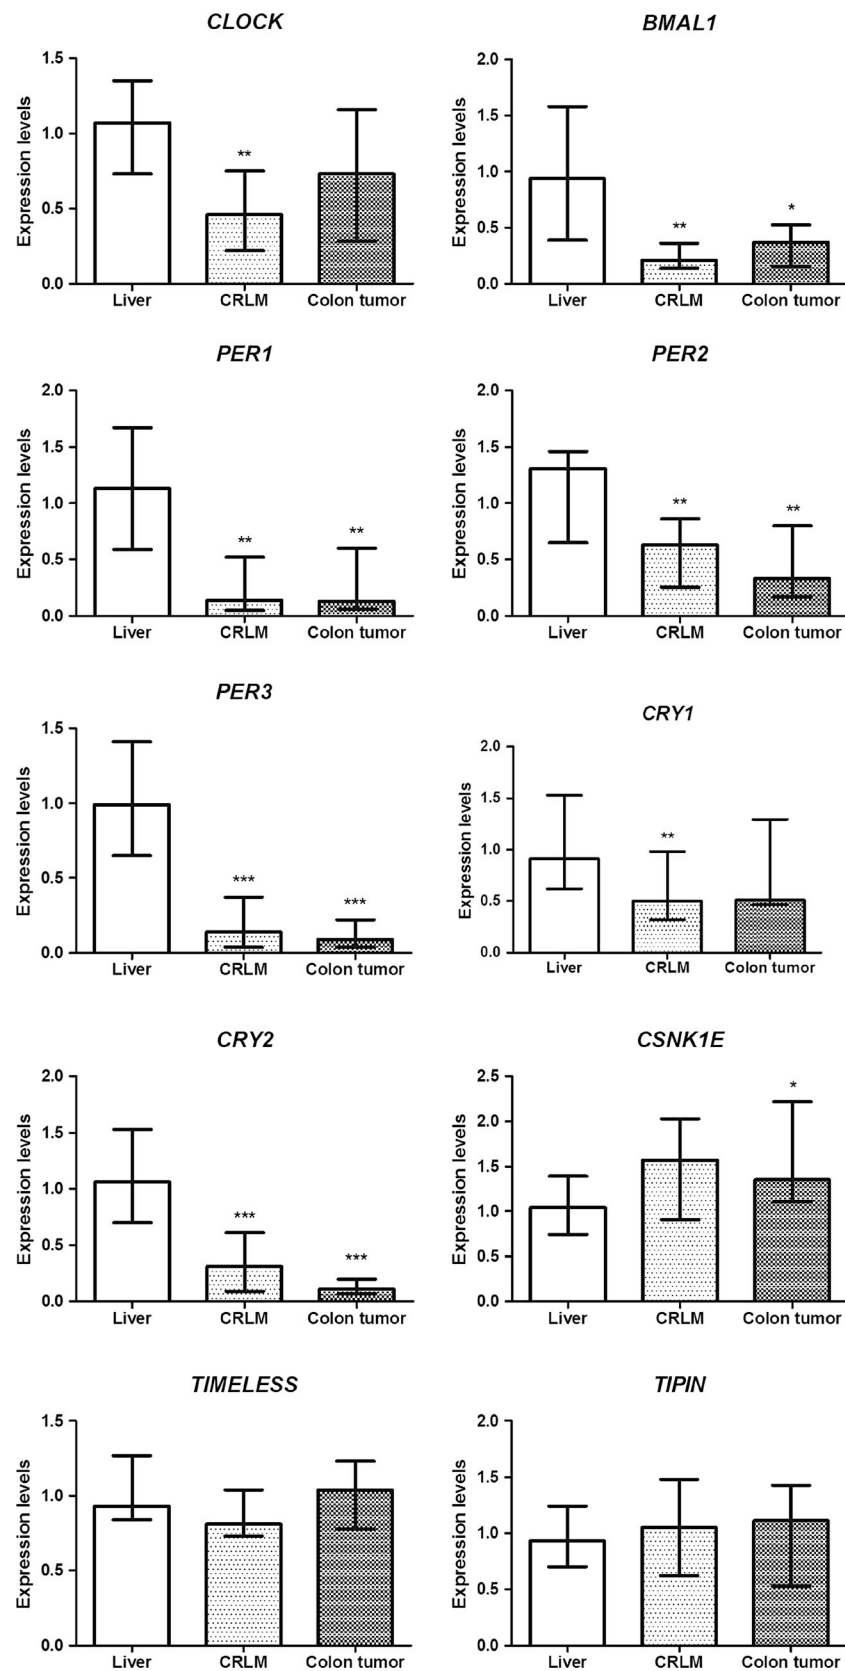 CLOCK
BMAL1
Expression levels
1.5
1.0
0.5
0.0
**
Liver
CRLM
Colon tumor
Expression levels
2.0
1.5
1.0
0.5
0.0
**
*
Liver
CRLM
Colon tumor
PER1
PER2
Expression levels
2.0
1.5
1.0
0.5
0.0
**
**
Liver
CRLM
Colon tumor
Expression levels
2.0
1.5
1.0
0.5
0.0
**
**
Liver
CRLM
Colon tumor
PER3
CRY1
Expression levels
1.5
1.0
0.5
0.0
***
***
Liver
CRLM
Colon tumor
Expression levels
2.0
1.5
1.0
0.5
0.0
**
Liver
CRLM
Colon tumor
CRY2
CSNK1E
Expression levels
2.0
1.5
1.0
0.5
0.0
***
***
Liver
CRLM
Colon tumor
Expression levels
2.5
2.0
1.5
1.0
0.5
0.0
*
Liver
CRLM
Colon tumor
TIMELESS
TIPIN
Expression levels
1.5
1.0
0.5
0.0
Liver
CRLM
Colon tumor
Expression levels
2.0
1.5
1.0
0.5
0.0
Liver
CRLM
Colon tumor